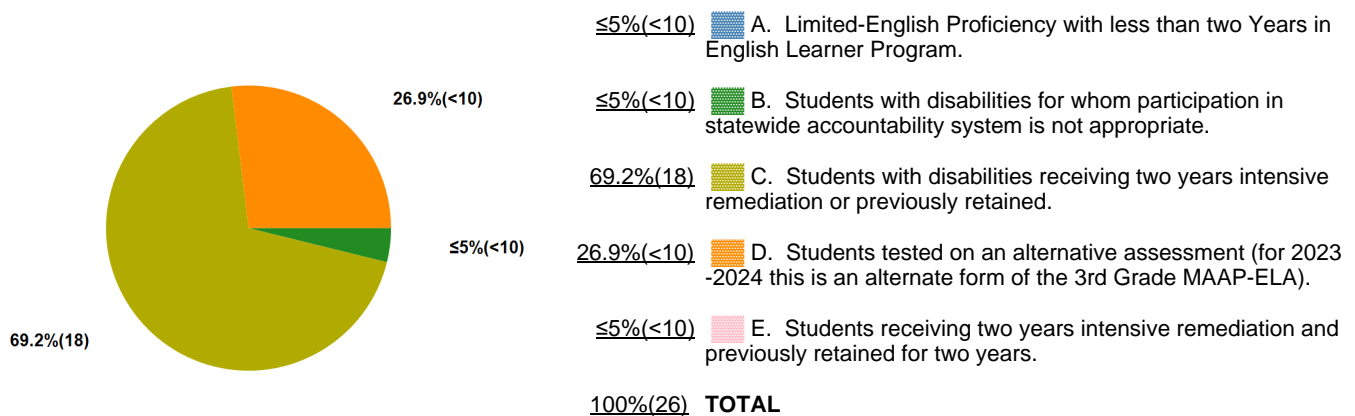 26.9%(<10)
≤5%(<10)
69.2%(18)
≤5%(<10) A. Limited-English Proficiency with less than two Years in
English Learner Program.
≤5%(<10) B. Students with disabilities for whom participation in
statewide accountability system is not appropriate.
69.2%(18) C. Students with disabilities receiving two years intensive
remediation or previously retained.
26.9%(<10) D. Students tested on an alternative assessment (for 2023
-2024 this is an alternate form of the 3rd Grade MAAP-ELA).
≤5%(<10) E. Students receiving two years intensive remediation and
previously retained for two years.
100%(26) TOTAL